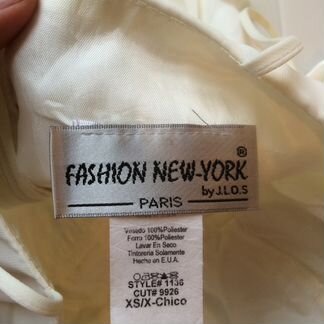 FASHION NEW-YORK®
by J.L.O.S
PARIS
Vestido 100%Poliester
Forro 100%Poliester
Lavar En Seco
Tintoreria Solamente
Hecho en E.U.A.
STYLE# 1136
CUT# 9926
XS/X-Chico